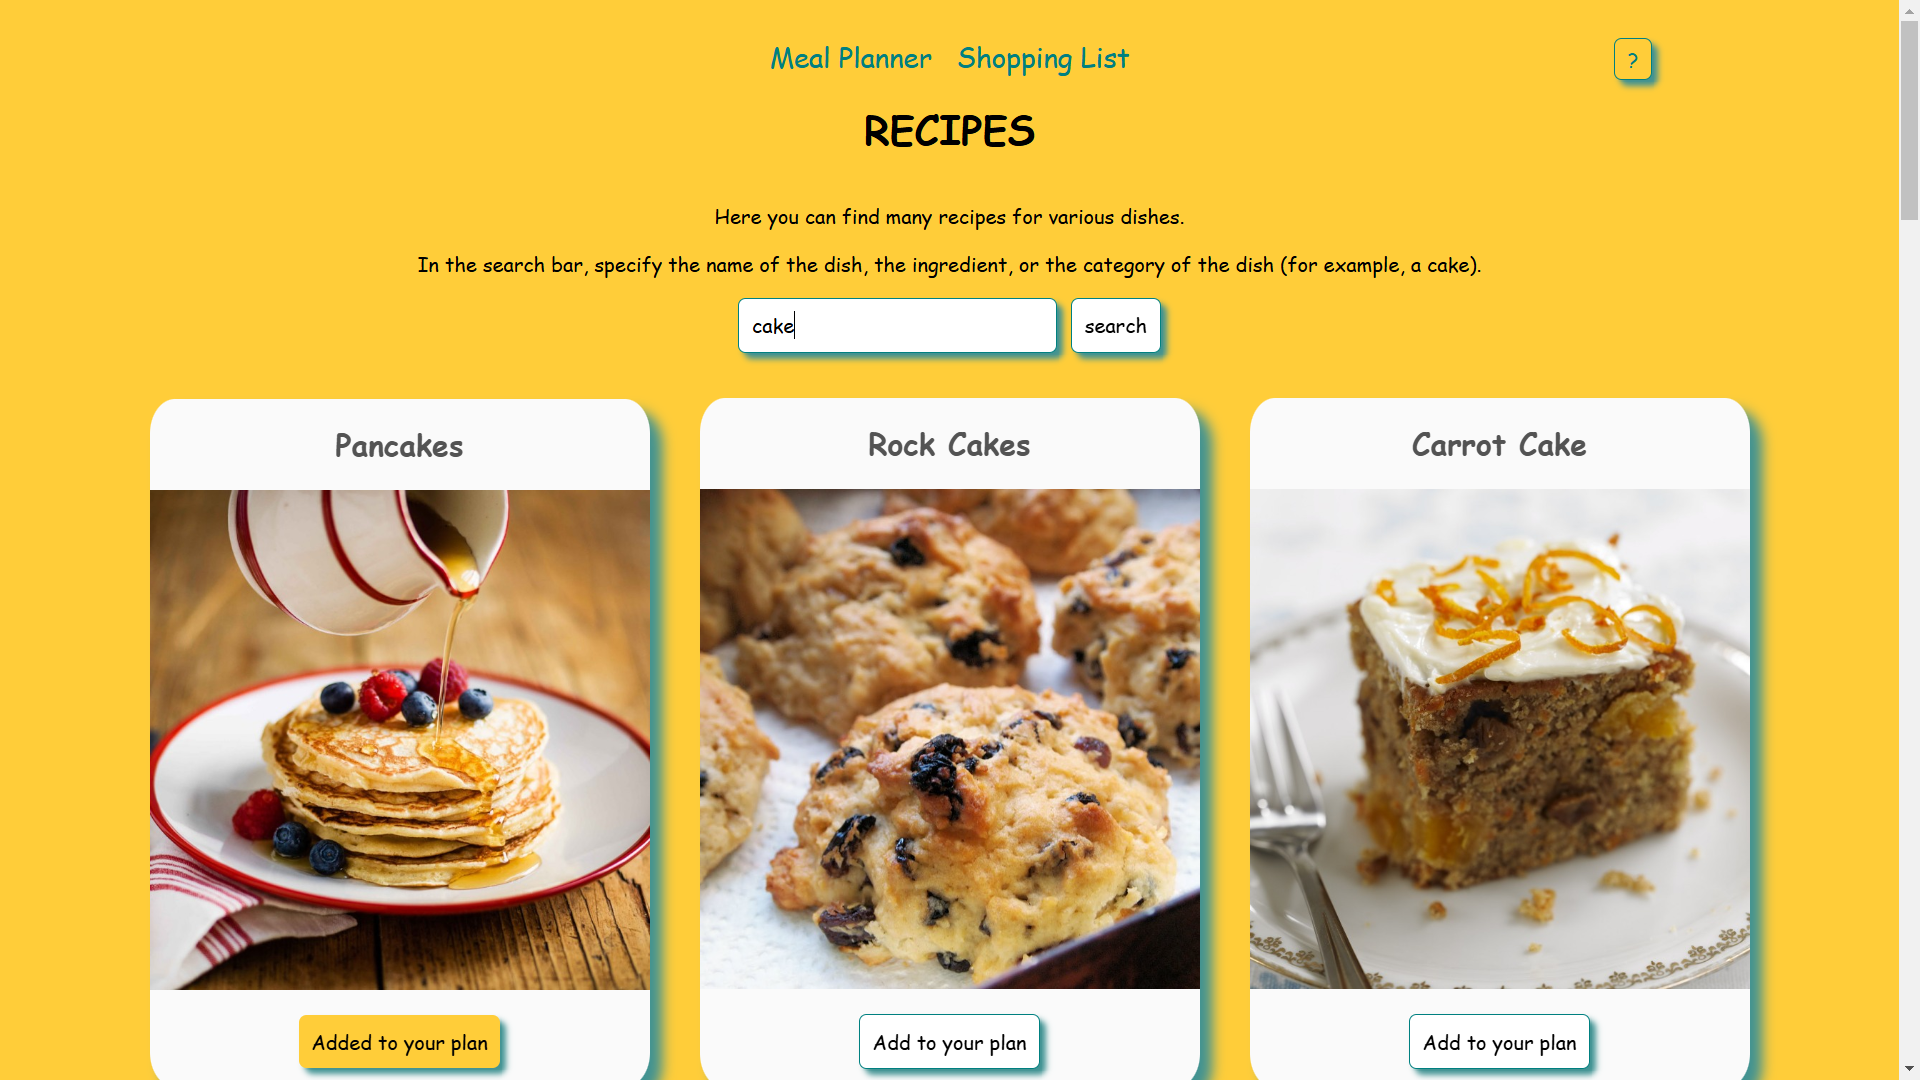 Meal Planner Shopping List
?
RECIPES
Here you can find many recipes for various dishes.
In the search bar, specify the name of the dish, the ingredient, or the category of the dish (for example, a cake).
cake search
Pancakes
Rock Cakes
Carrot Cake
Added to your plan
Add to your plan
Add to your plan